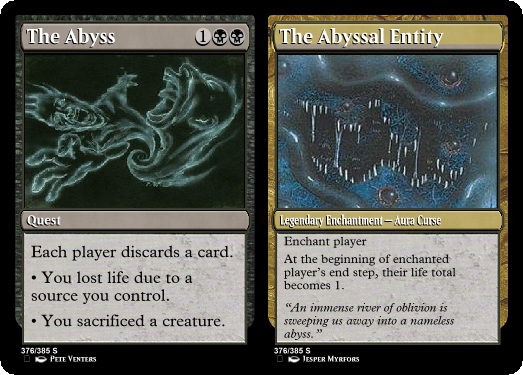 The Abyss
1
Quest
Each player discards a card.
• You lost life due to a
source you control.
• You sacrificed a creature.
376/385 S
Pete Venters
The Abyssal Entity
Legendary Enchantment — Aura Curse
Enchant player
At the beginning of enchanted
player's end step, their life total
becomes 1.
"An immense river of oblivion is
sweeping us away into a nameless
abyss."
376/385 S
Jesper Myrfors